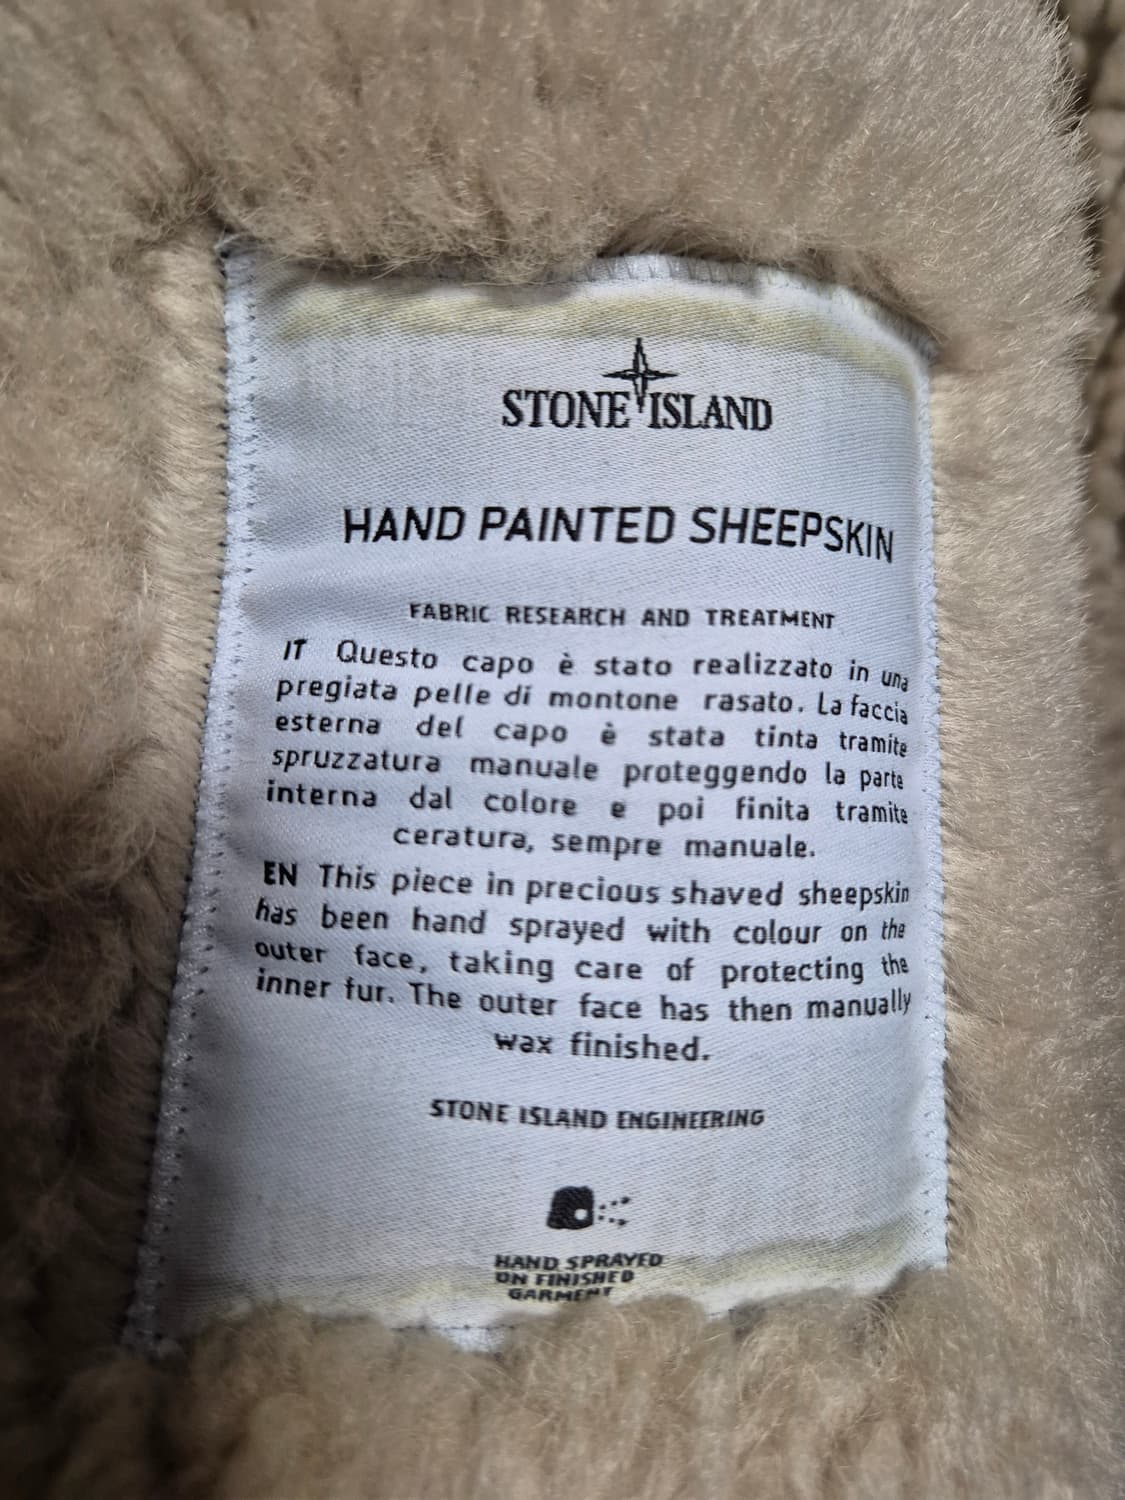 STONE ISLAND
HAND PAINTED SHEEPSKIN
FABRIC RESEARCH AND TREATMENT
IT Questo capo è stato realizzato in una
pregiata pelle di montone rasato. La faccia
esterna del capo è stata tinta tramite
spruzzatura manuale proteggendo la parte
interna dal colore e poi finita tramite
ceratura, sempre manuale.
EN This piece in precious shaved sheepskin
has been hand sprayed with colour on the
outer face, taking care of protecting the
inner fur. The outer face has then manually
wax finished.
STONE ISLAND ENGINEERING
HAND SPRAYED
ON FINISHED
GARMENT